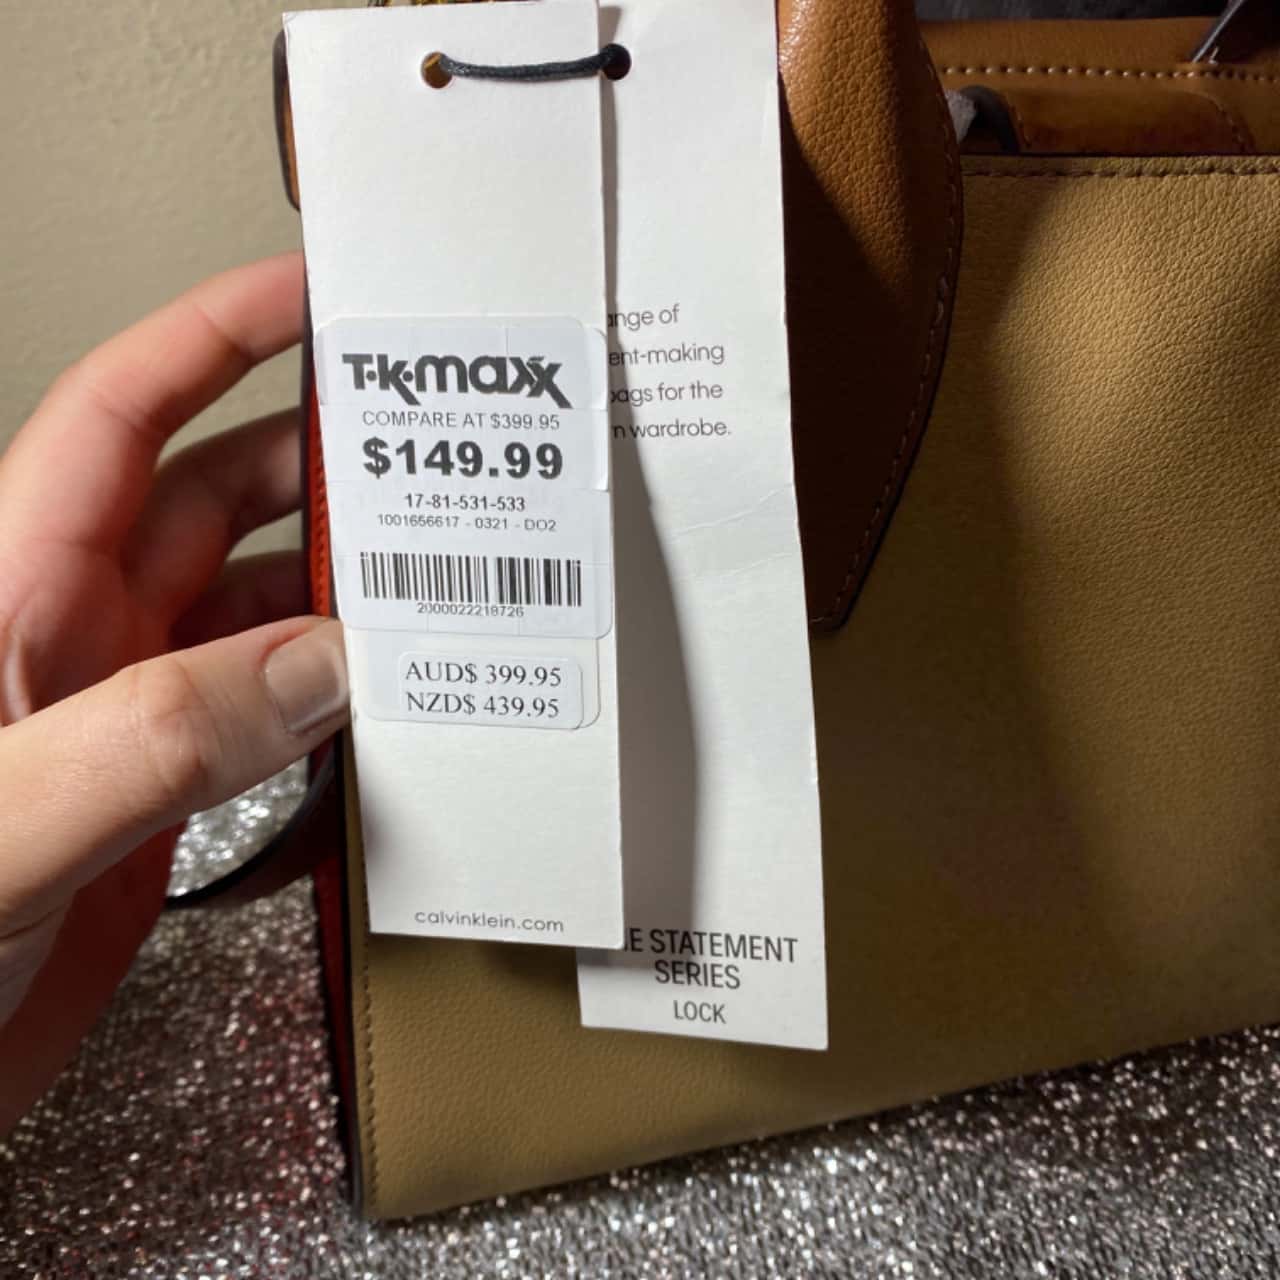 T·K·maxx
COMPARE AT $399.95
$149.99
17-81-531-533
1001656617 - 0321 - DO2
2000022218726
AUD$ 399.95
NZD$ 439.95
calvinklein.com
ange of
ent-making
bags for the
n wardrobe.
HE STATEMENT
SERIES
LOCK